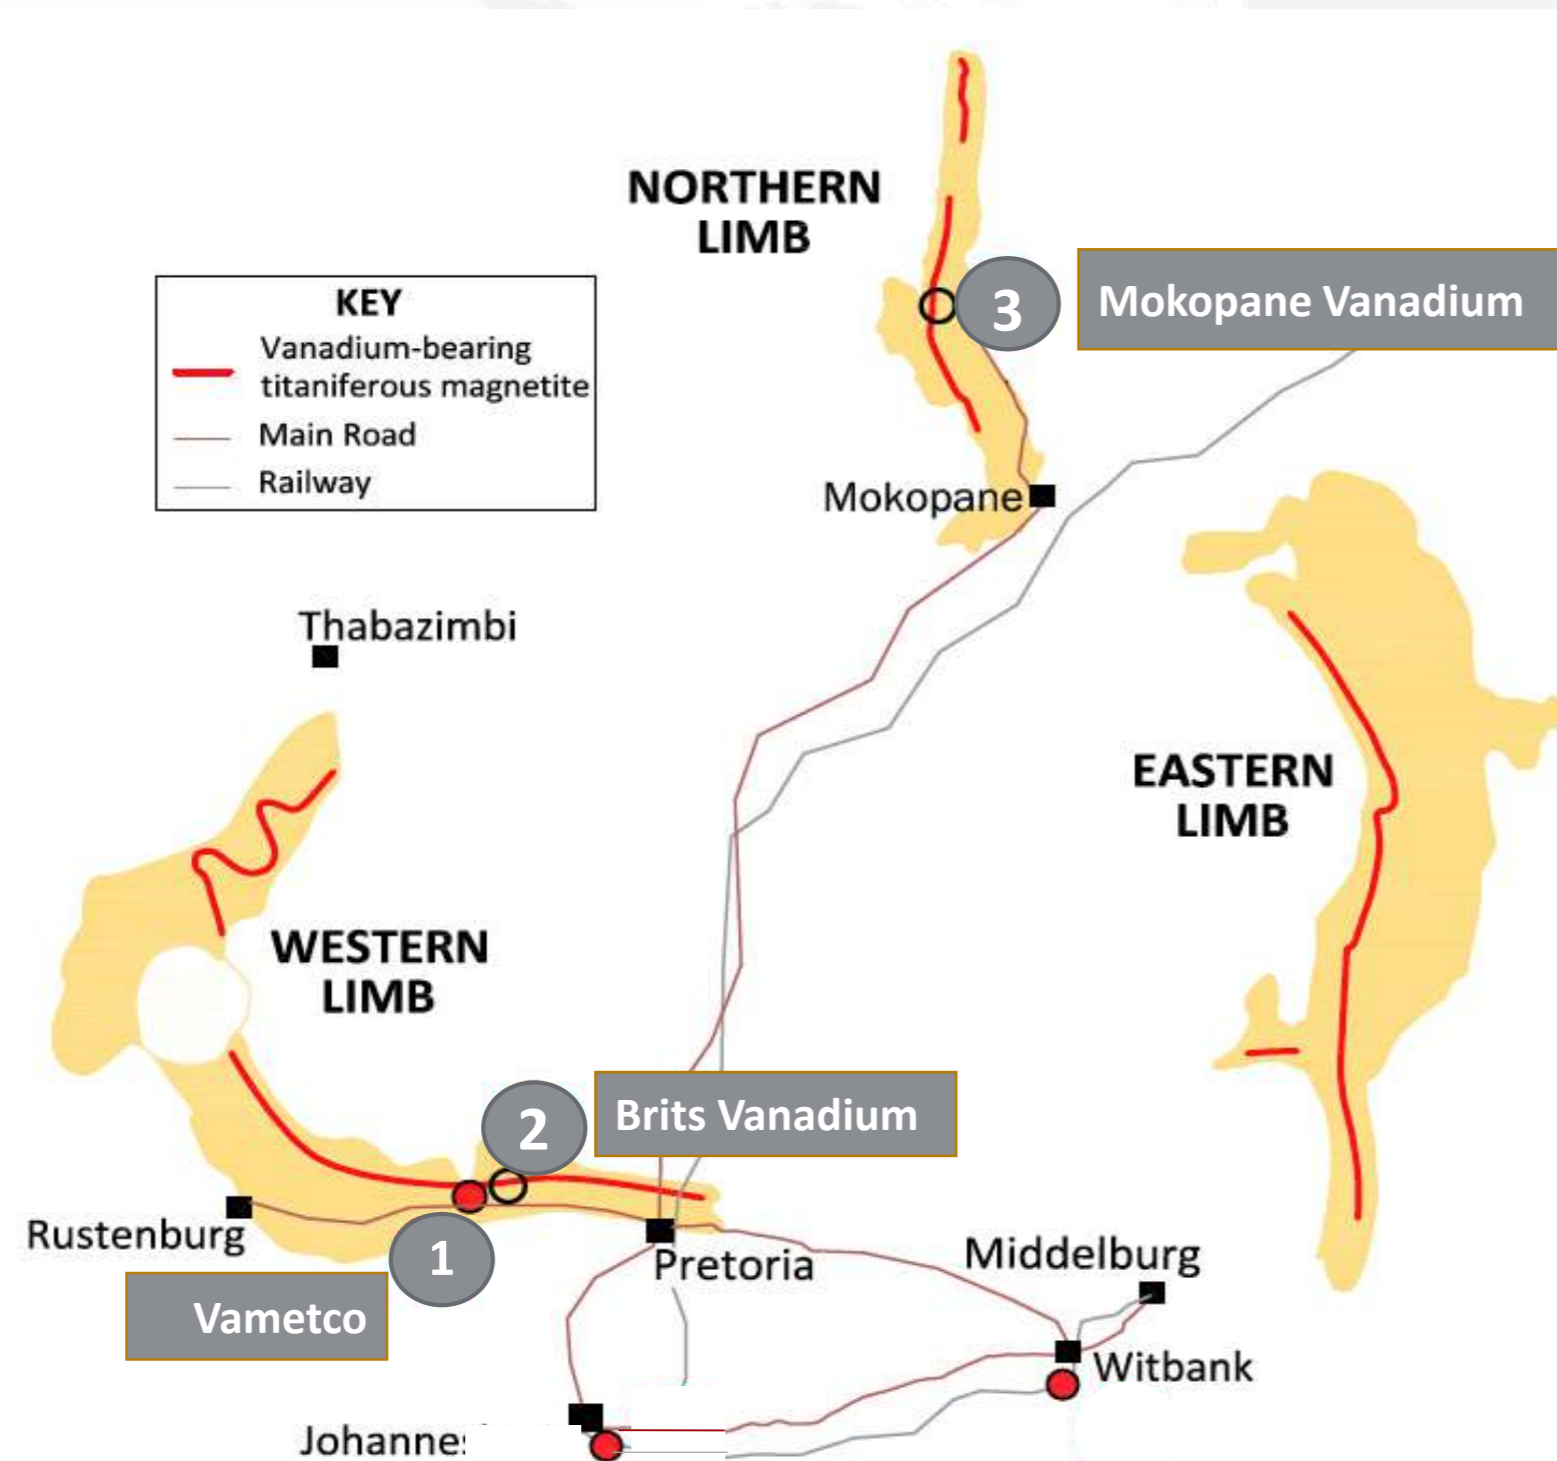 NORTHERN
LIMB
3
Mokopane Vanadium
KEY
Vanadium-bearing
titaniferous magnetite
Main Road
Railway
Mokopane
Thabazimbi
EASTERN
LIMB
WESTERN
LIMB
2
Brits Vanadium
Rustenburg
1
Pretoria
Middelburg
Vametco
Witbank